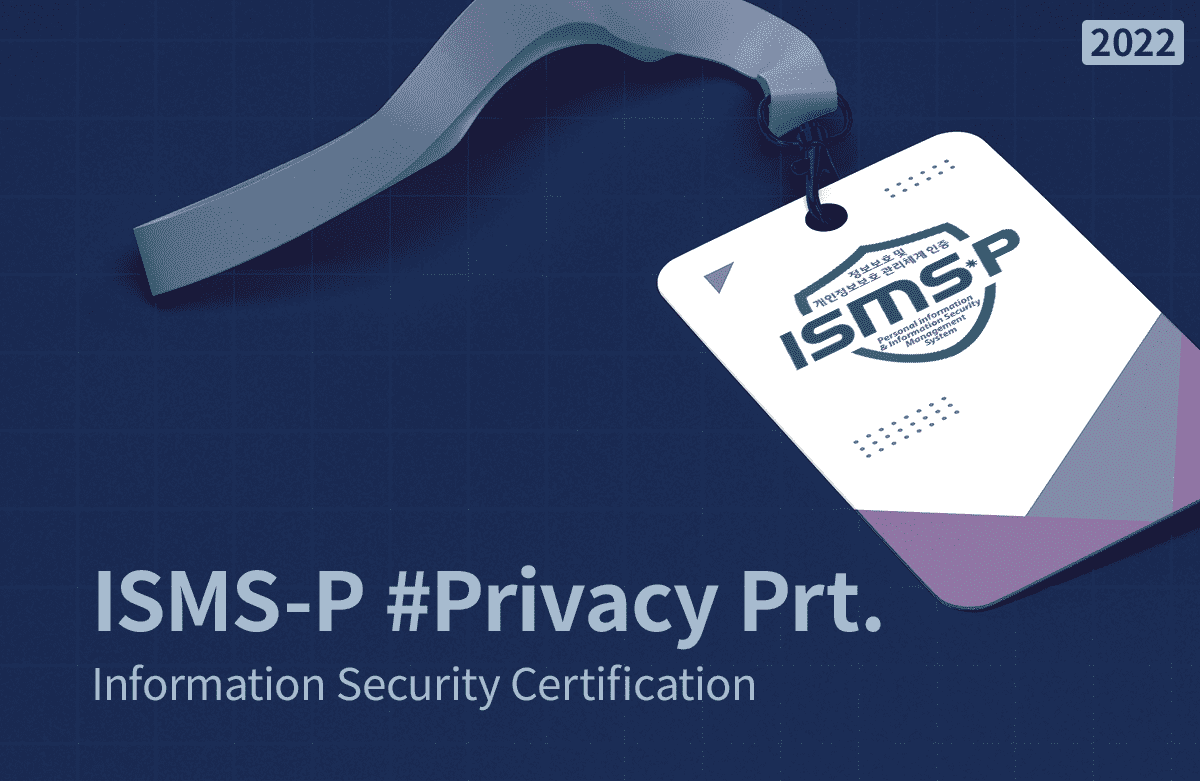 2022
정보보호 및
개인정보보호 관리체계 인증
ISMS-P
Personal information
& Information Security
Management
System
ISMS-P #Privacy Prt.
Information Security Certification